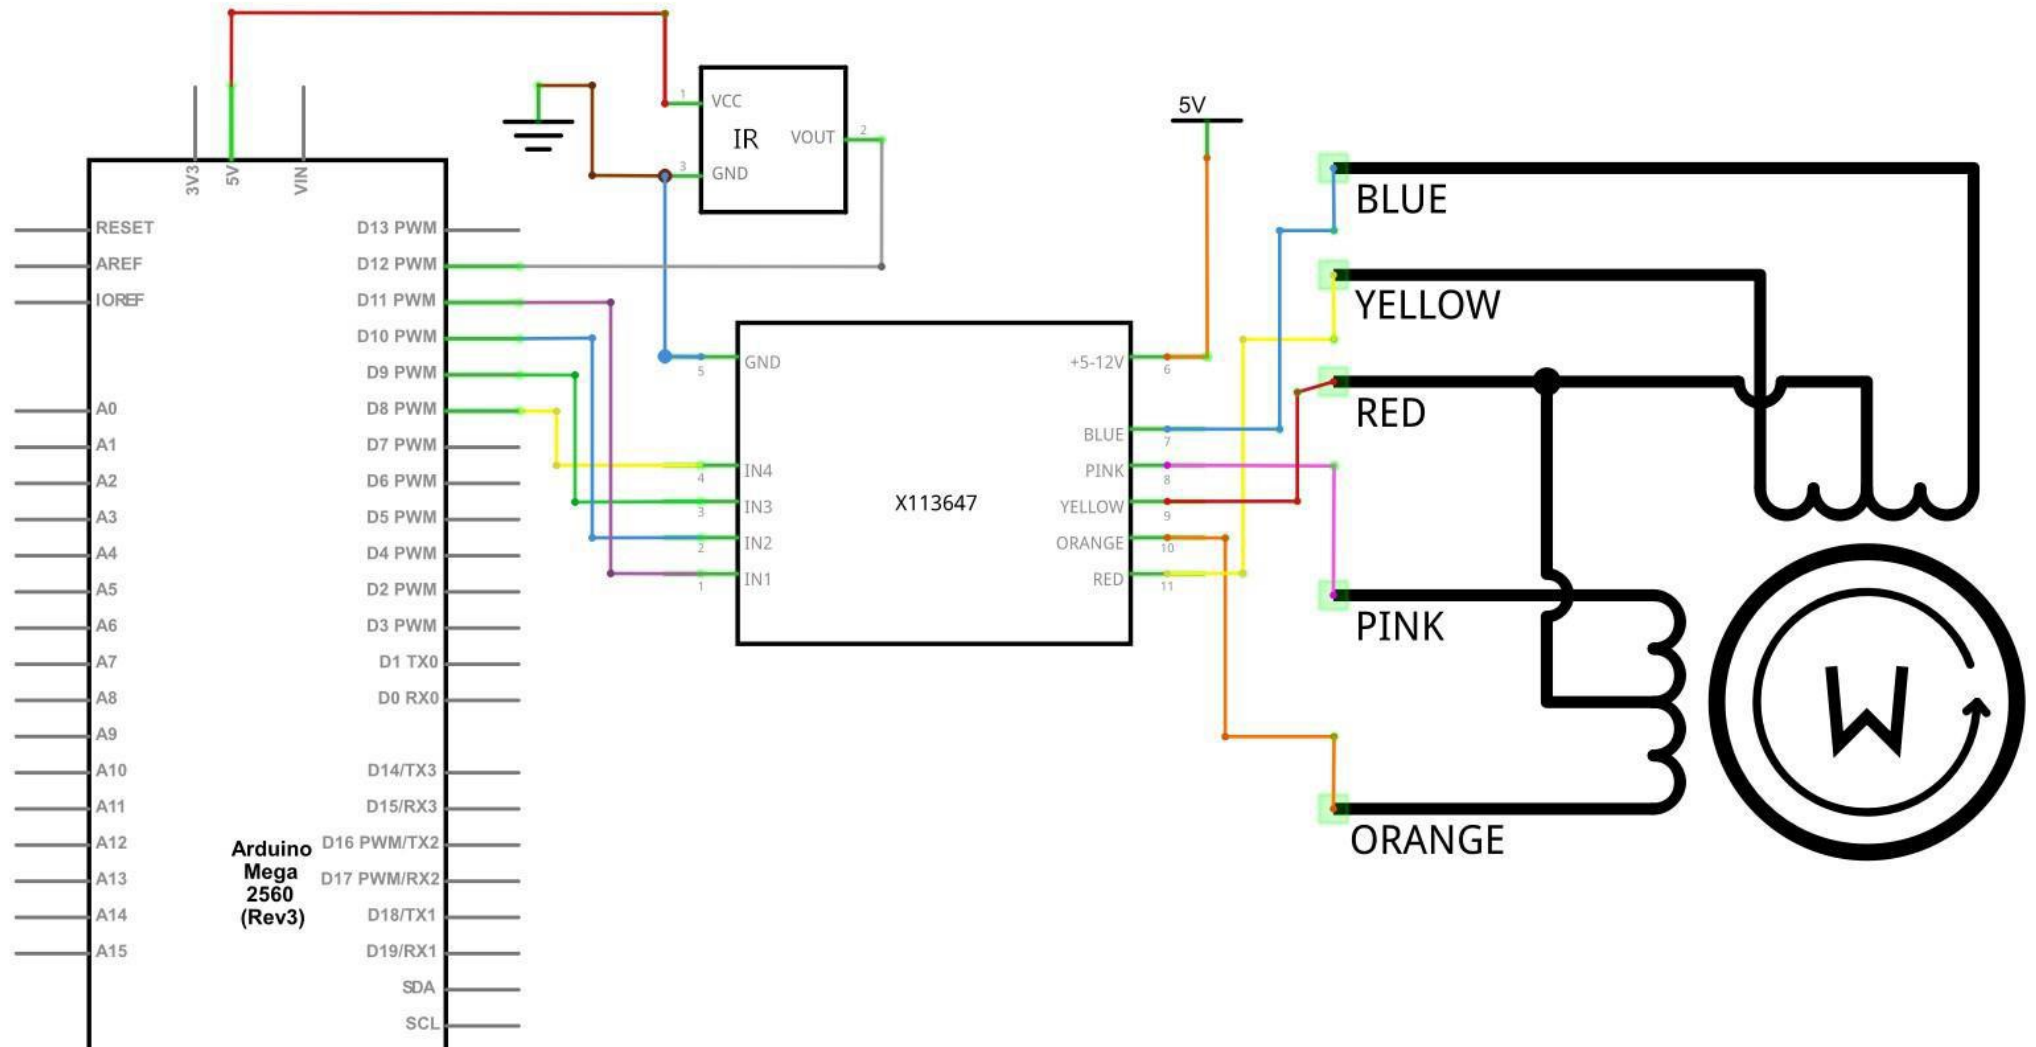 3V3
5V
VIN
RESET
AREF
IOREF
A0
A1
A2
A3
A4
A5
A6
A7
A8
A9
A10
A11
A12
A13
A14
A15
D13 PWM
D12 PWM
D11 PWM
D10 PWM
D9 PWM
D8 PWM
D7 PWM
D6 PWM
D5 PWM
D4 PWM
D2 PWM
D3 PWM
D1 TX0
D0 RX0
D14/TX3
D15/RX3
D16 PWM/TX2
D17 PWM/RX2
D18/TX1
D19/RX1
SDA
SCL
Arduino
Mega
2560
(Rev3)
1
VCC
IR
VOUT
2
3
GND
5V
5
GND
4
IN4
3
IN3
2
IN2
1
IN1
X113647
+5-12V
6
BLUE
7
PINK
8
YELLOW
9
ORANGE
10
RED
11
BLUE
YELLOW
RED
PINK
ORANGE
W